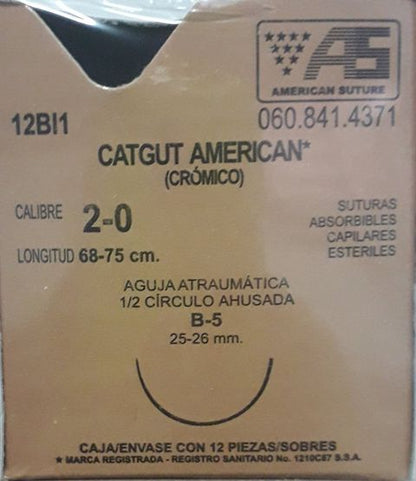 AS
AMERICAN SUTURE
12BI1
060.841.4371
CATGUT AMERICAN*
(CRÓMICO)
CALIBRE 2-0
LONGITUD 68-75 cm.
SUTURAS
ABSORBIBLES
CAPILARES
ESTERILES
AGUJA ATRAUMÁTICA
1/2 CÍRCULO AHUSADA
B-5
25-26 mm.
CAJA/ENVASE CON 12 PIEZAS/SOBRES
* MARCA REGISTRADA - REGISTRO SANITARIO No. 1210C87 S.S.A.